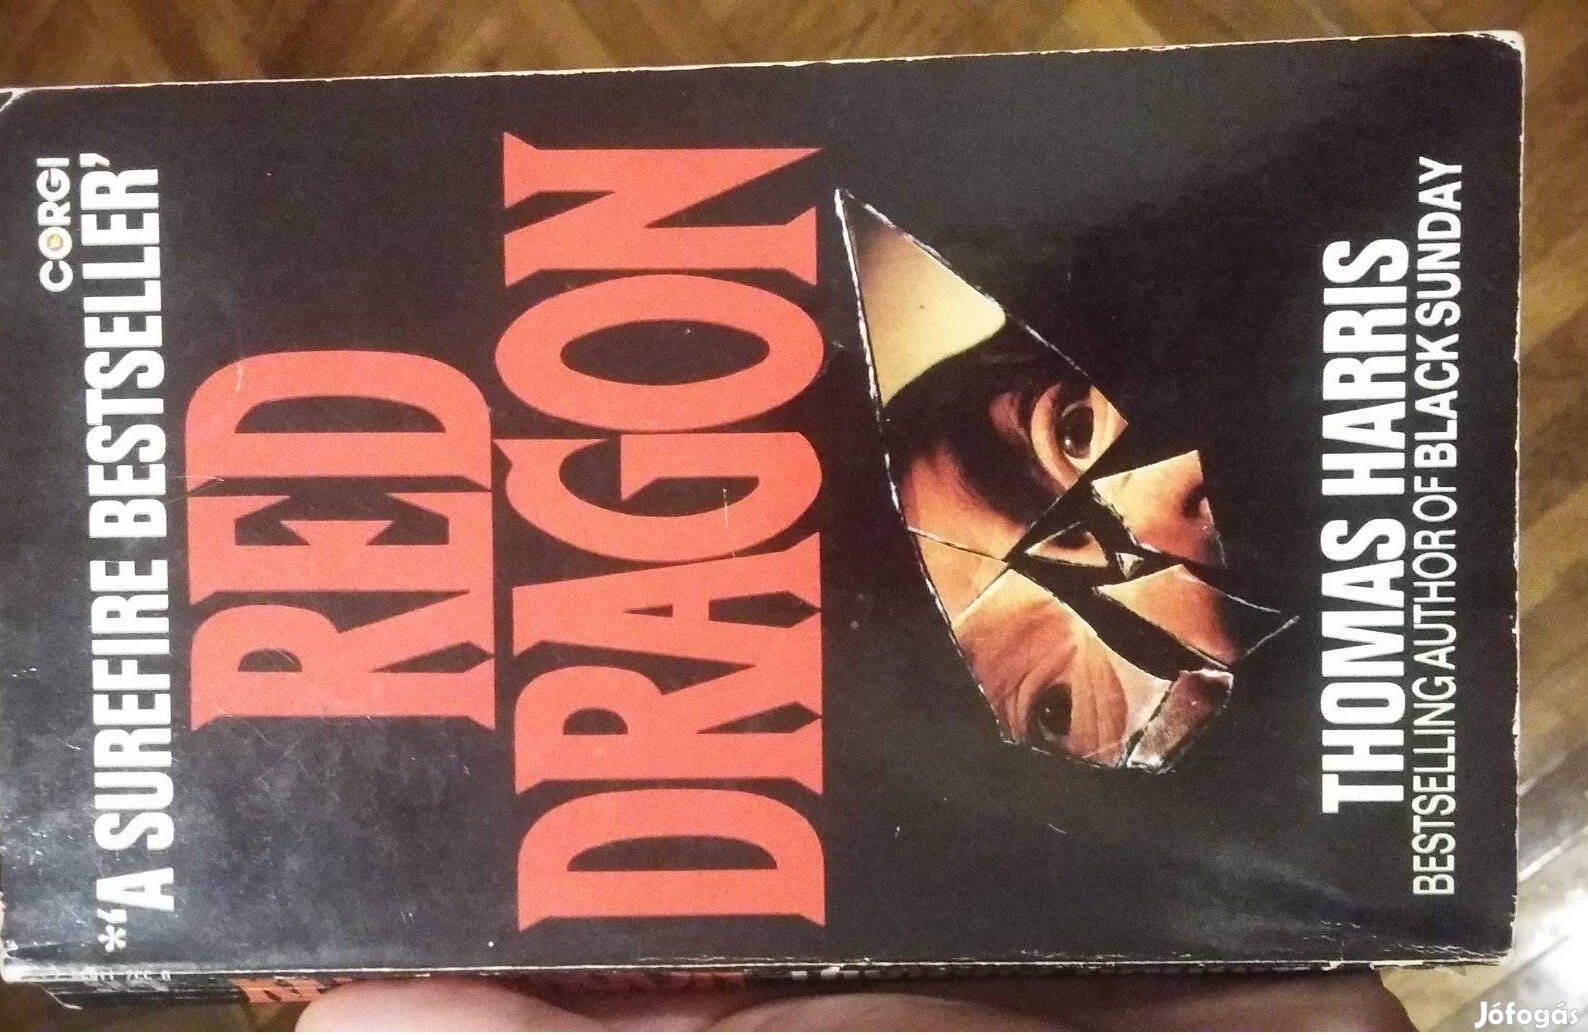 CORGI
*'A SUREFIRE BESTSELLER'
RED
DRAGON
THOMAS HARRIS
BESTSELLING AUTHOR OF BLACK SUNDAY
Jófogás